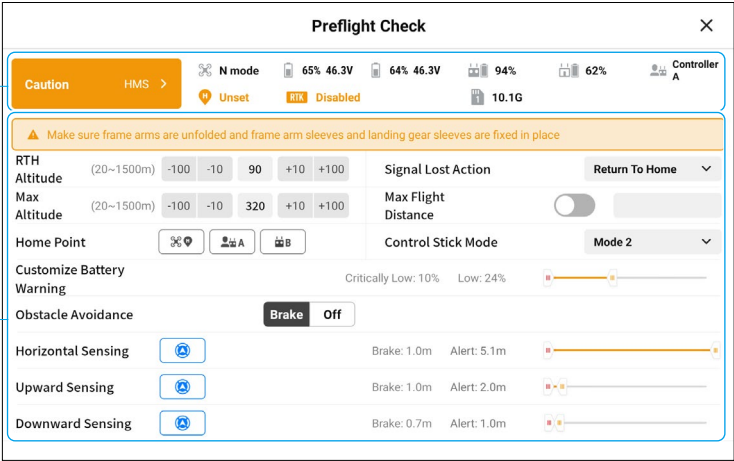 Preflight Check
Caution HMS
N mode 65% 46.3V 64% 46.3V 94% 62% Controller A
H Unset RTK Disabled 1 10.1G
Make sure frame arms are unfolded and frame arm sleeves and landing gear sleeves are fixed in place
RTH Altitude (20~1500m) -100 -10 90 +10 +100
Signal Lost Action Return To Home
Max Altitude (20~1500m) -100 -10 320 +10 +100
Max Flight Distance
Home Point H A B
Control Stick Mode Mode 2
Customize Battery Warning Critically Low: 10% Low: 24%
Obstacle Avoidance Brake Off
Horizontal Sensing Brake: 1.0m Alert: 5.1m
Upward Sensing Brake: 1.0m Alert: 2.0m
Downward Sensing Brake: 0.7m Alert: 1.0m